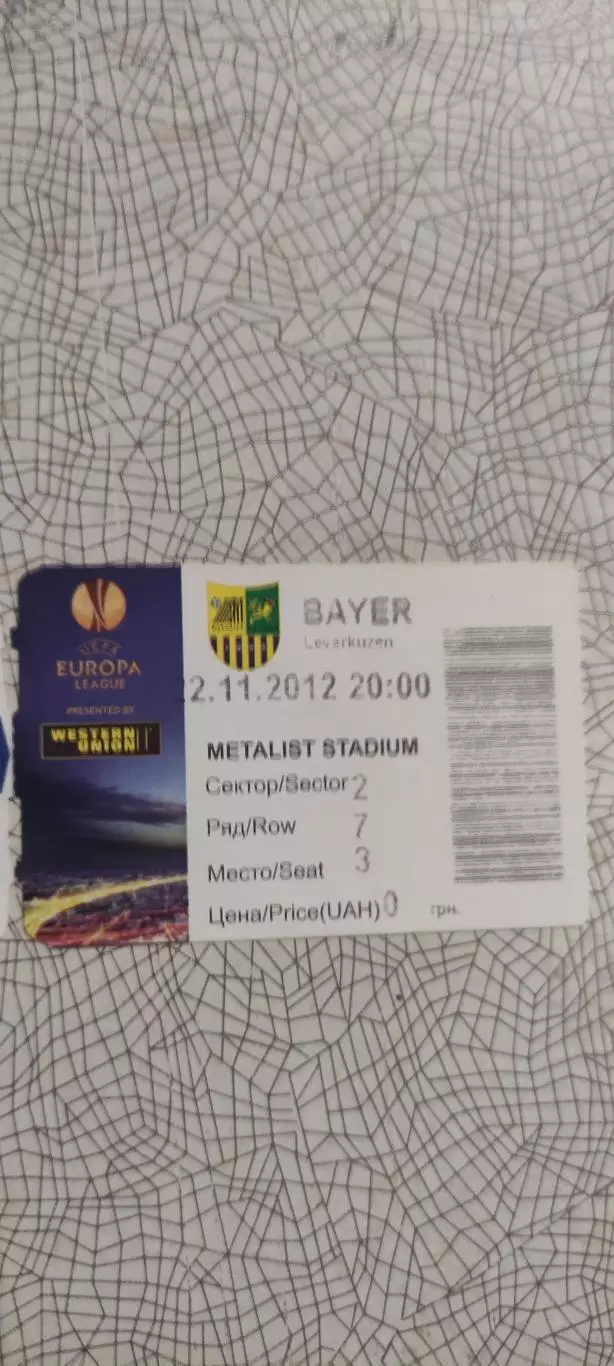 UEFA
EUROPA
LEAGUE
PRESENTED BY
WESTERN
UNION
BAYER
Leverkuzen
2.11.2012 20:00
METALIST STADIUM
Сектор/Sector 2
Ряд/Row 7
Место/Seat 3
Цена/Price(UAH) 0 грн.